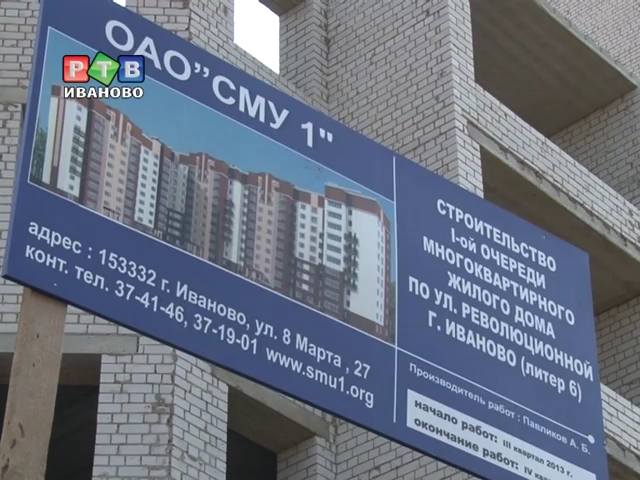 РТВ
ИВАНОВО
ОАО "СМУ 1"
адрес : 153332 г. Иваново, ул. 8 Марта , 27
конт. тел. 37-41-46, 37-19-01 www.smu1.org
СТРОИТЕЛЬСТВО
I-ой ОЧЕРЕДИ
МНОГОКВАРТИРНОГО
ЖИЛОГО ДОМА
ПО УЛ. РЕВОЛЮЦИОННОЙ
Г. ИВАНОВО (литер 6)
Производитель работ : Павликов А. Б.
начало работ: III квартал 2013 г.
окончание работ: IV